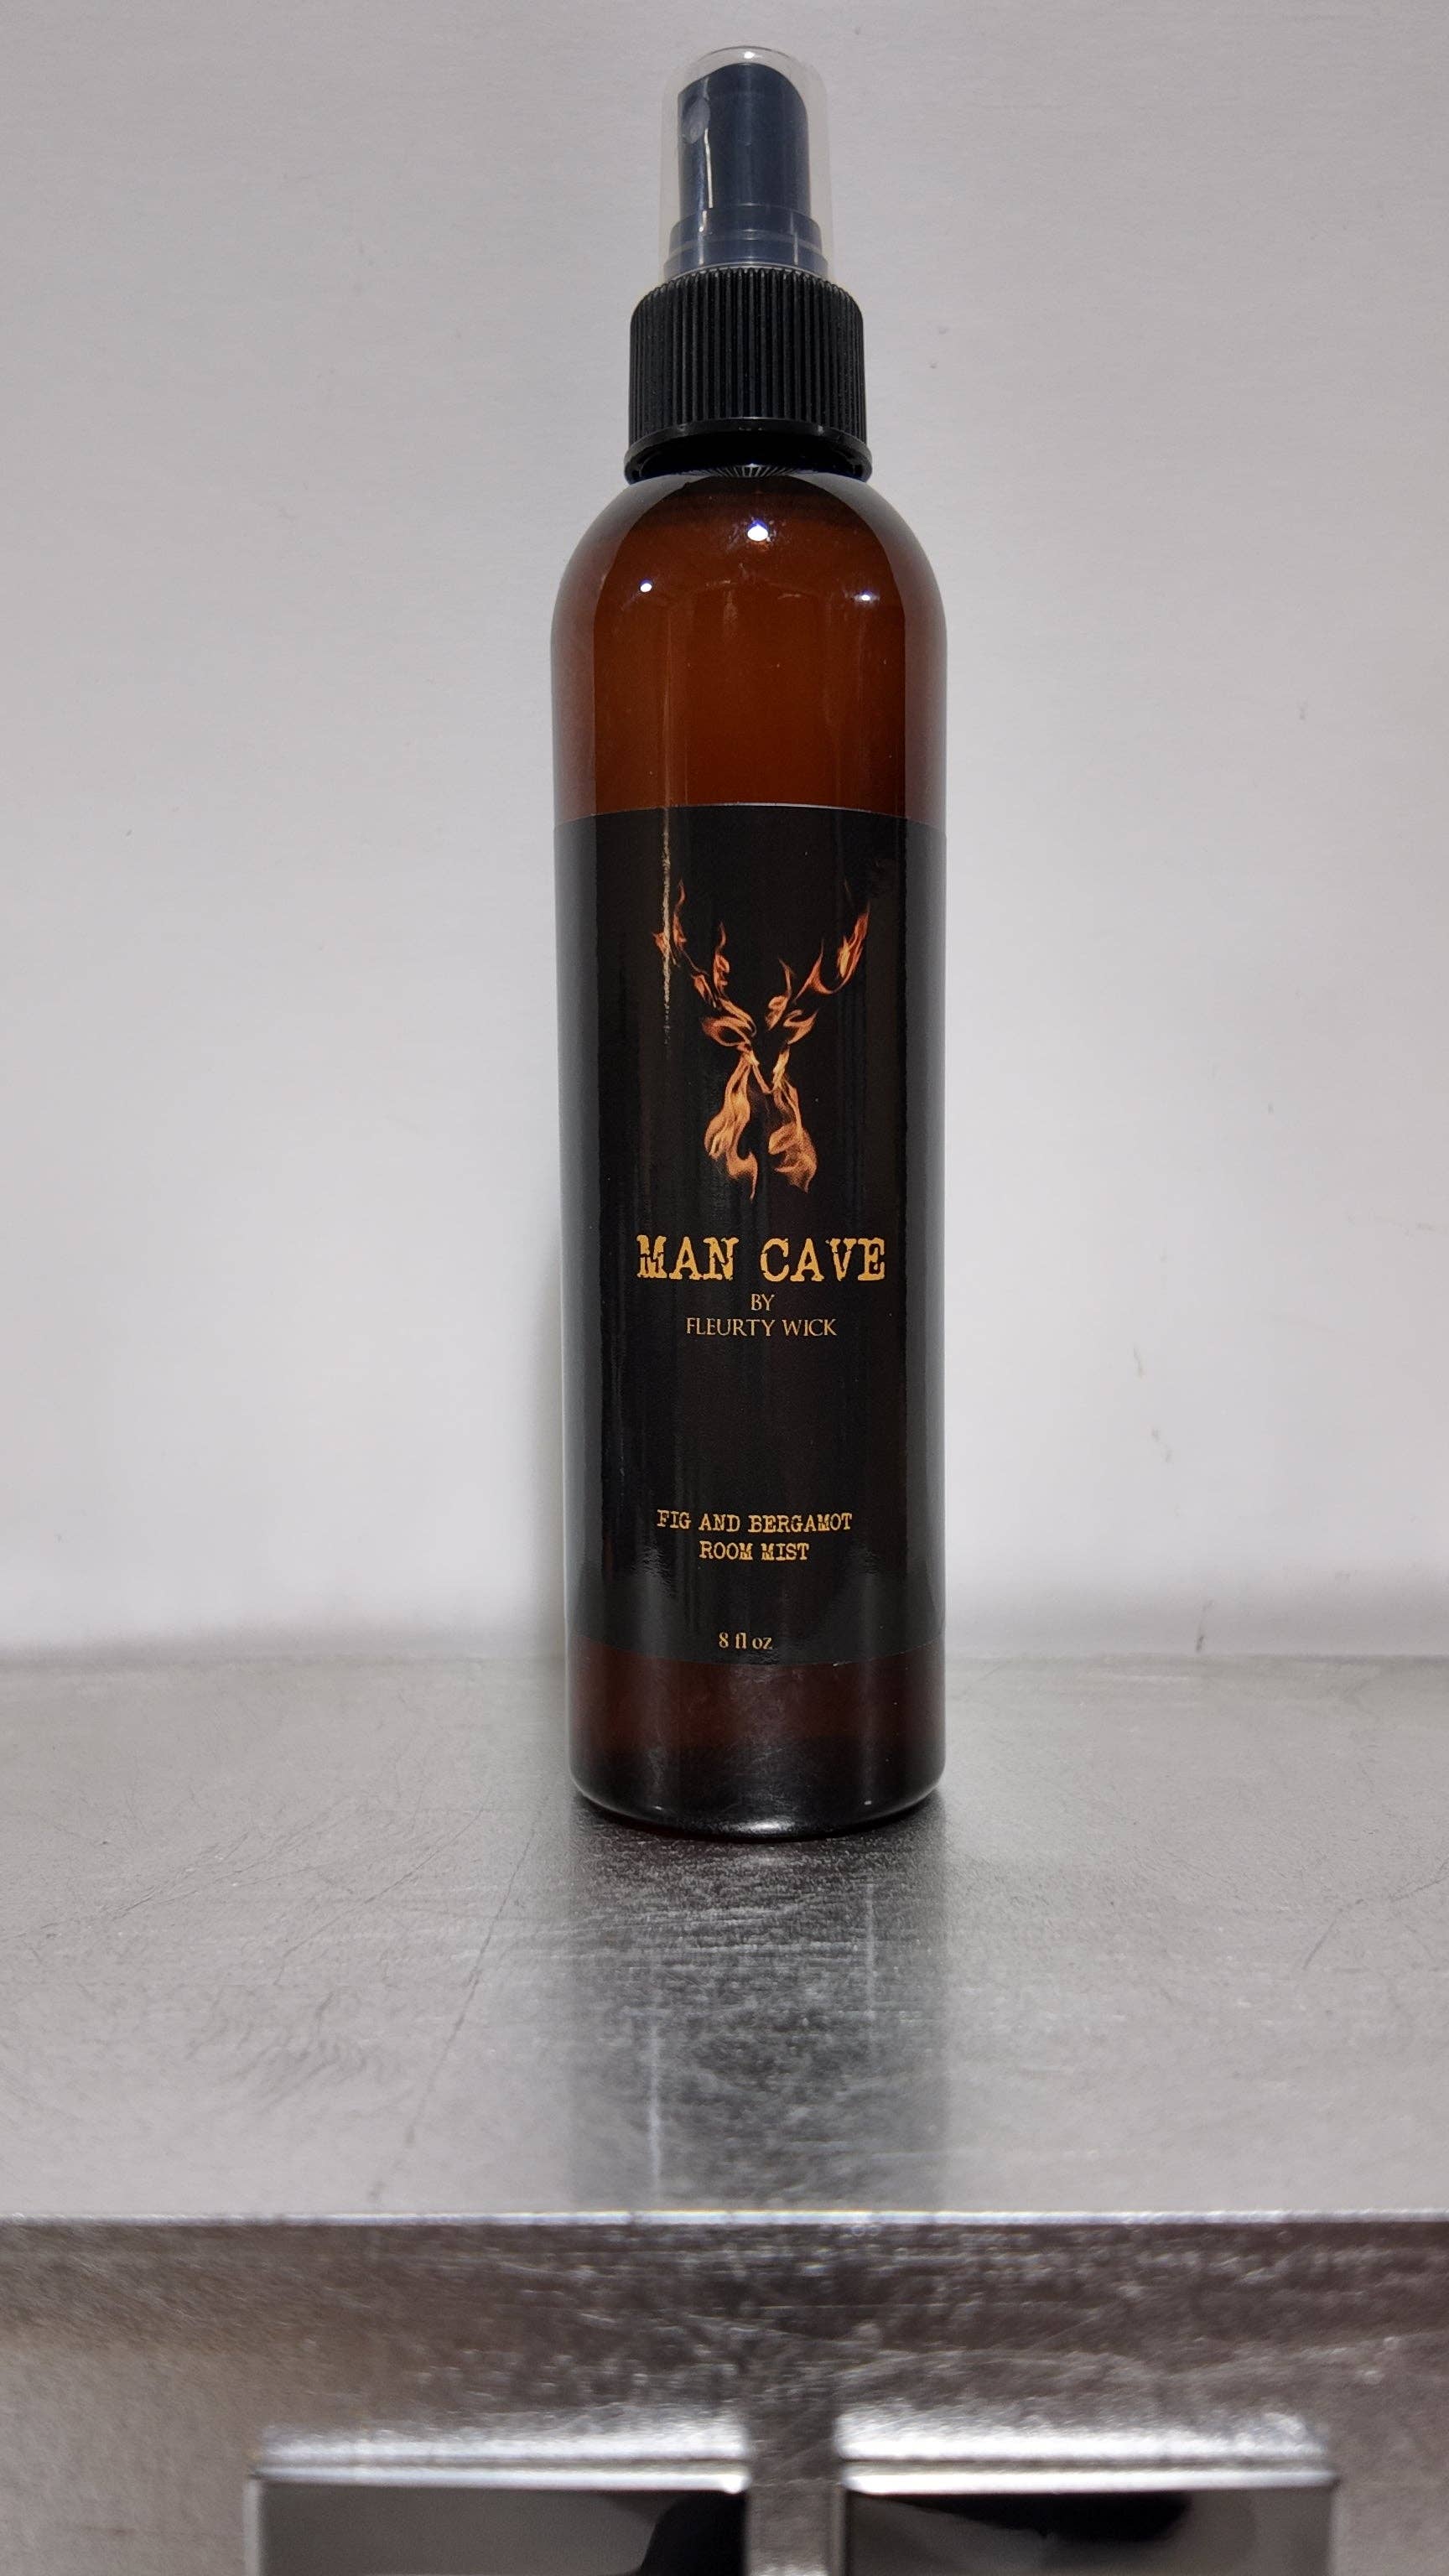 MAN CAVE
BY
FLEURTY WICK
FIG AND BERGAMOT
ROOM MIST
8 fl oz